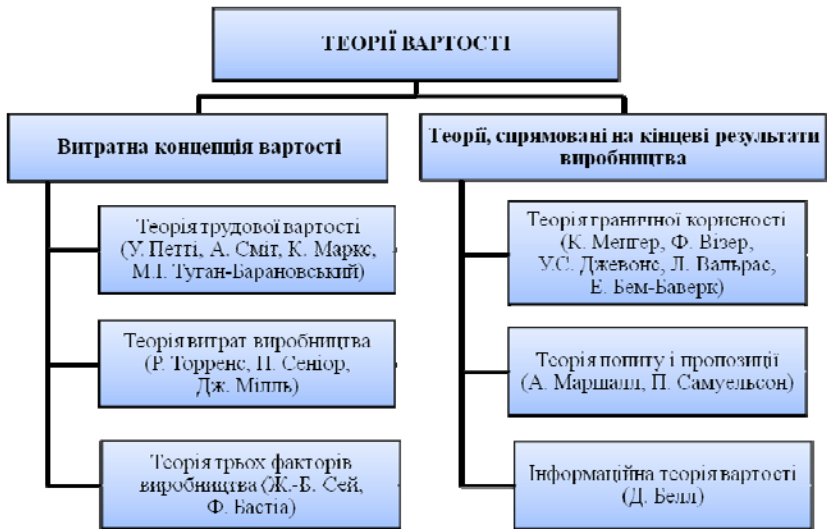 ТЕОРІЇ ВАРТОСТІ
Витратна концепція вартості
Теорія трудової вартості
(У. Петті, А. Сміт, К. Маркс,
М.І. Туган-Барановський)
Теорія витрат виробництва
(Р. Торренс, Н. Сеніор,
Дж. Мілль)
Теорія трьох факторів
виробництва (Ж.-Б. Сей,
Ф. Бастіа)
Теорії, спрямовані на кінцеві результати
виробництва
Теорія граничної корисності
(К. Менгер, Ф. Візер,
У.С. Джевонс, Л. Вальрас,
Е. Бем-Баверк)
Теорія попиту і пропозиції
(А. Маршалл, П. Самуельсон)
Інформаційна теорія вартості
(Д. Белл)